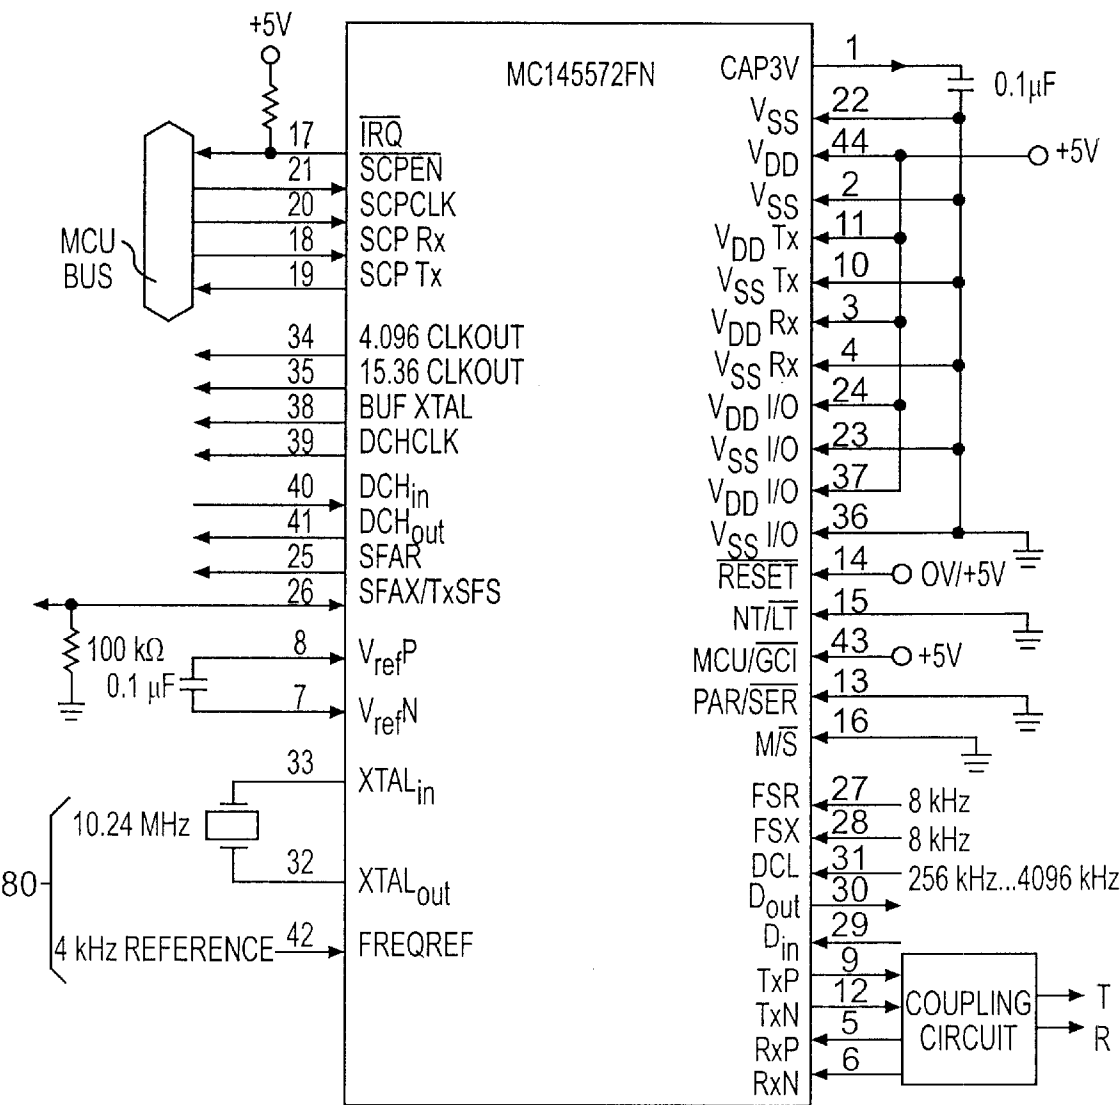 +5V
MC145572FN
MCU
BUS
17 IRQ
21 SCPEN
20 SCPCLK
18 SCP Rx
19 SCP Tx
34 4.096 CLKOUT
35 15.36 CLKOUT
38 BUF XTAL
39 DCHCLK
40 DCHin
41 DCHout
25 SFAR
26 SFAX/TxSFS
100 kΩ
0.1 μF
8 VrefP
7 VrefN
33 XTALin
10.24 MHz
32 XTALout
80
4 kHz REFERENCE 42 FREQREF
CAP3V 1
0.1μF
VSS 22
VDD 44 +5V
VSS 2
VDD Tx 11
VSS Tx 10
VDD Rx 3
VSS Rx 4
VDD I/O 24
VSS I/O 23
VDD I/O 37
VSS I/O 36
RESET 14 OV/+5V
NT/LT 15
MCU/GCI 43 +5V
PAR/SER 13
M/S 16
FSR 27 8 kHz
FSX 28 8 kHz
DCL 31 256 kHz...4096 kHz
Dout 30
Din 29
TxP 9
TxN 12
RxP 5
RxN 6
COUPLING
CIRCUIT
T
R